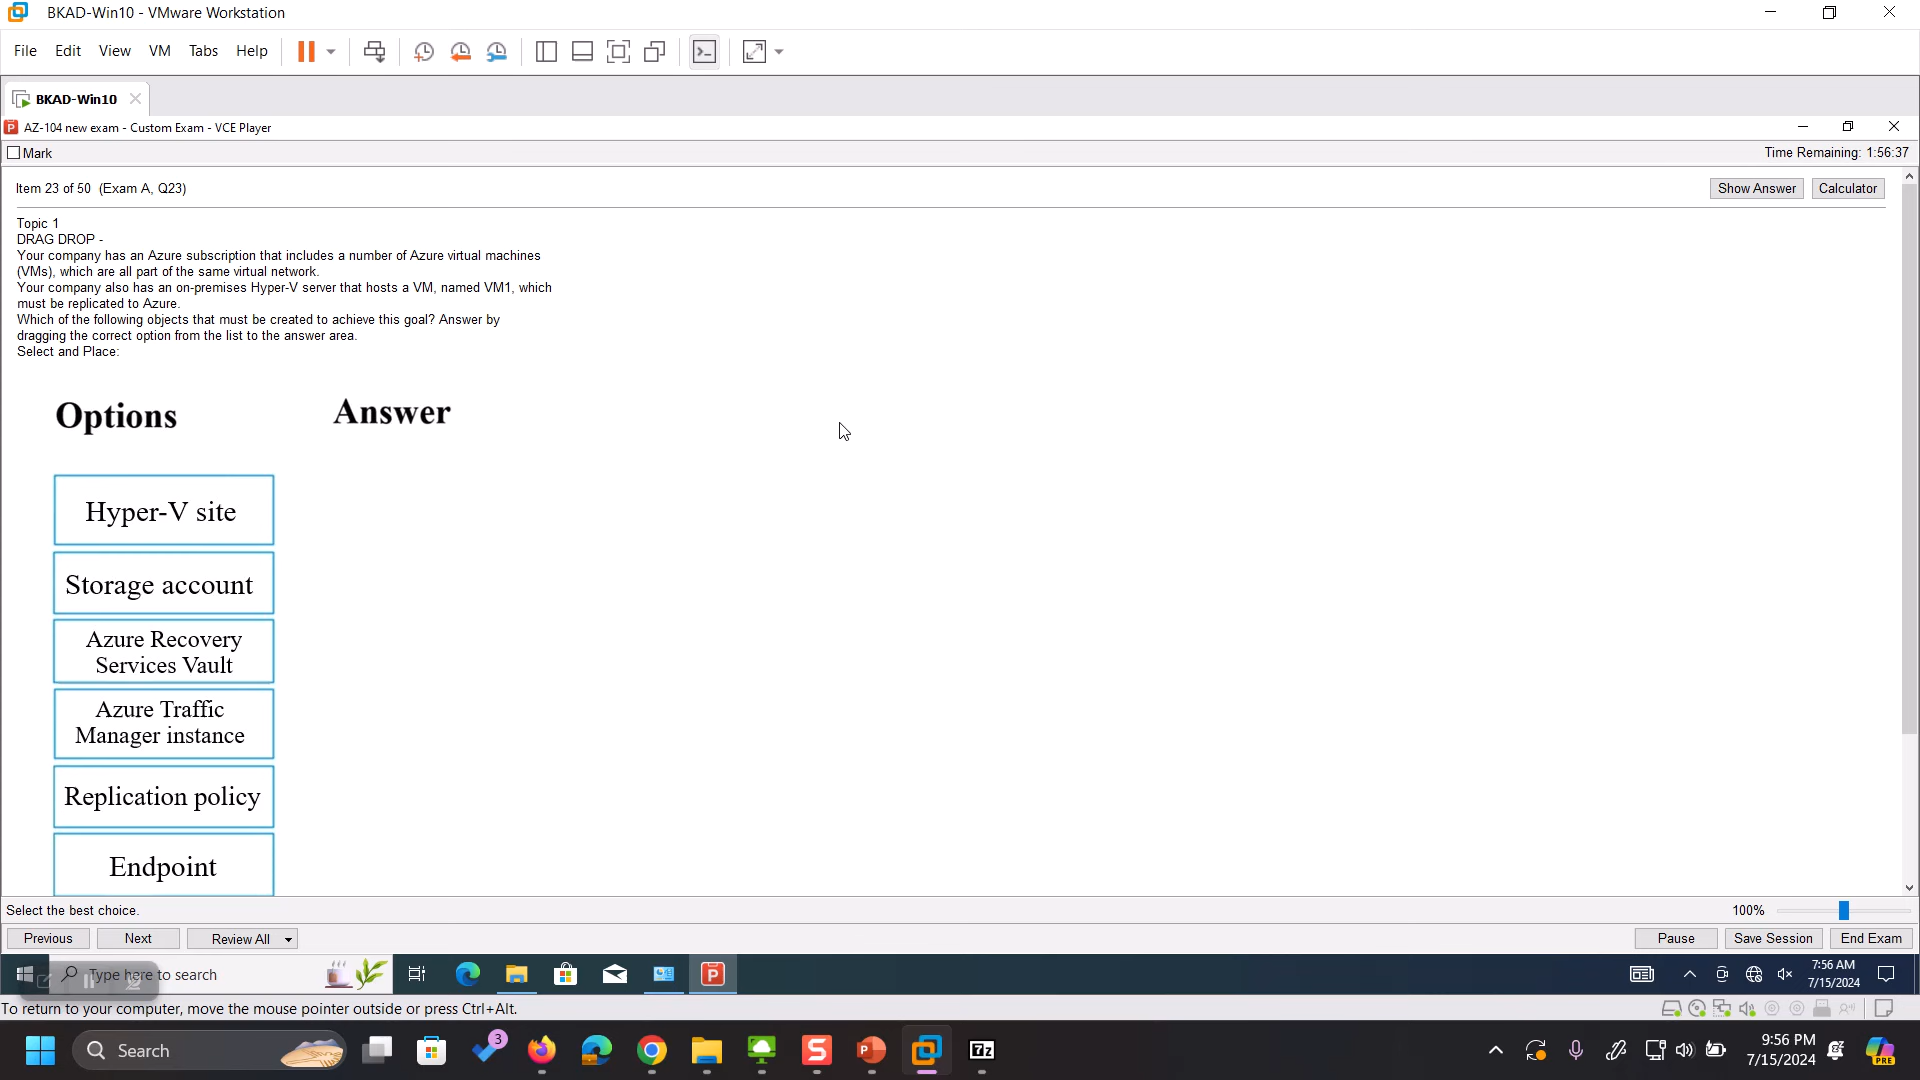 BKAD-Win10 - VMware Workstation
File Edit View VM Tabs Help
BKAD-Win10
AZ-104 new exam - Custom Exam - VCE Player
Mark
Time Remaining: 1:56:37
Item 23 of 50 (Exam A, Q23)
Show Answer
Calculator
Topic 1
DRAG DROP -
Your company has an Azure subscription that includes a number of Azure virtual machines
(VMs), which are all part of the same virtual network.
Your company also has an on-premises Hyper-V server that hosts a VM, named VM1, which
must be replicated to Azure.
Which of the following objects that must be created to achieve this goal? Answer by
dragging the correct option from the list to the answer area.
Select and Place:
Options
Answer
Hyper-V site
Storage account
Azure Recovery
Services Vault
Azure Traffic
Manager instance
Replication policy
Endpoint
Select the best choice.
100%
Previous
Next
Review All
Pause
Save Session
End Exam
Type here to search
7:56 AM
7/15/2024
To return to your computer, move the mouse pointer outside or press Ctrl+Alt.
Search
3
7z
9:56 PM
7/15/2024
PRE